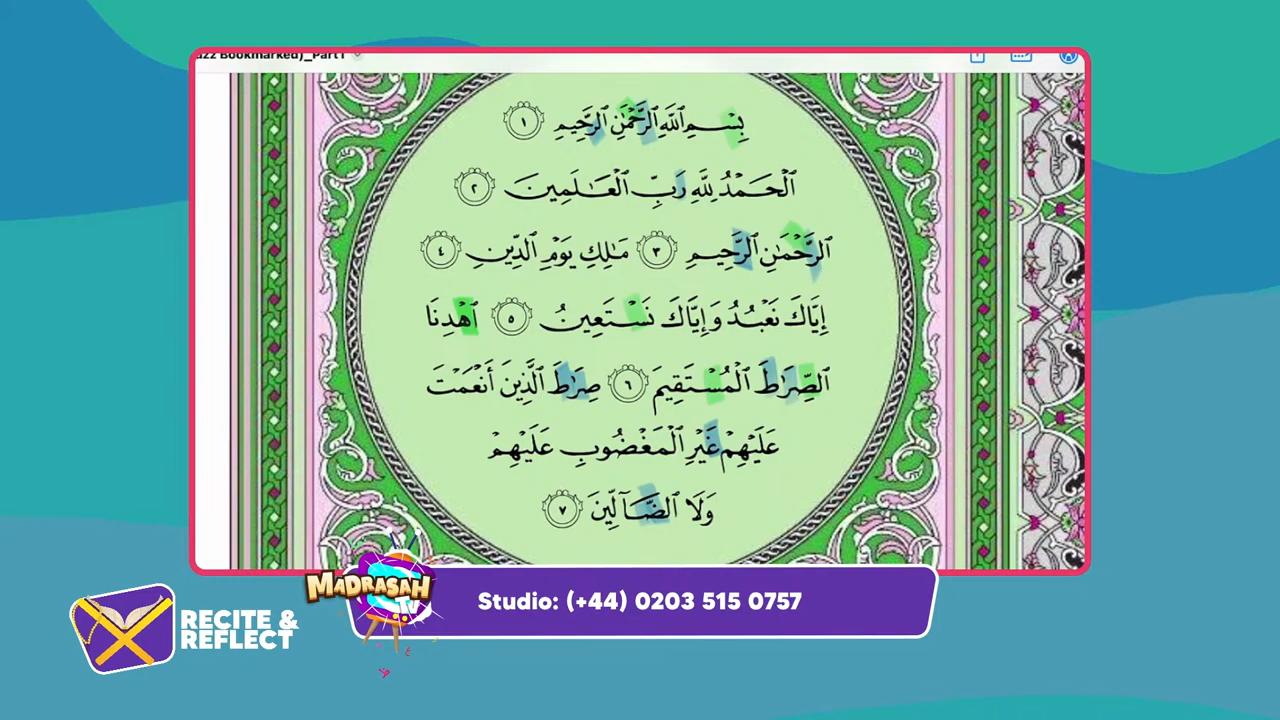 azz Bookmarked)_Part1
بِسْمِ ٱللَّهِ ٱلرَّحْمَٰنِ ٱلرَّحِيمِ ١
ٱلْحَمْدُ لِلَّهِ رَبِّ ٱلْعَٰلَمِينَ ٢
ٱلرَّحْمَٰنِ ٱلرَّحِيمِ ٣ مَٰلِكِ يَوْمِ ٱلدِّينِ ٤
إِيَّاكَ نَعْبُدُ وَإِيَّاكَ نَسْتَعِينُ ٥ ٱهْدِنَا
ٱلصِّرَٰطَ ٱلْمُسْتَقِيمَ ٦ صِرَٰطَ ٱلَّذِينَ أَنْعَمْتَ
عَلَيْهِمْ غَيْرِ ٱلْمَغْضُوبِ عَلَيْهِمْ
وَلَا ٱلضَّآلِّينَ ٧
MADRASAH
TV
Studio: (+44) 0203 515 0757
RECITE &
REFLECT